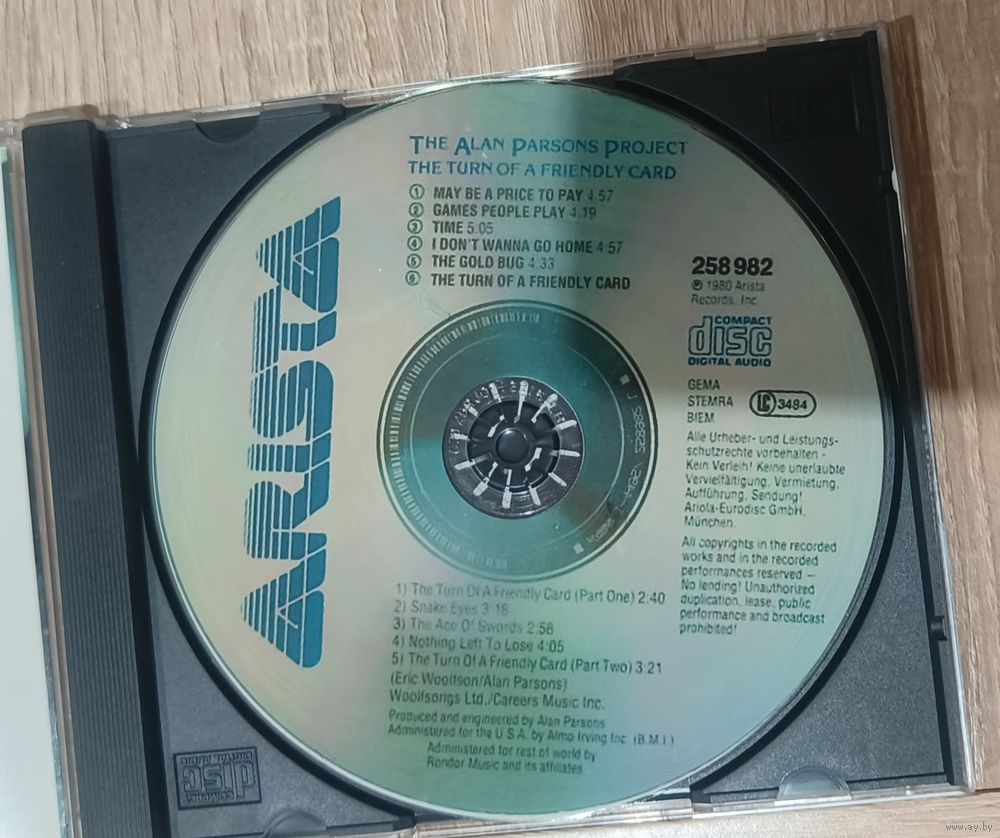 THE ALAN PARSONS PROJECT
THE TURN OF A FRIENDLY CARD
① MAY BE A PRICE TO PAY 4:57
② GAMES PEOPLE PLAY 4:19
③ TIME 5:05
④ I DON'T WANNA GO HOME 4:57
⑤ THE GOLD BUG 4:33
⑥ THE TURN OF A FRIENDLY CARD
ARISTA
258 982
℗ 1980 Arista
Records, Inc.
COMPACT
disc
DIGITAL AUDIO
GEMA
STEMRA
BIEM
LC 3484
Alle Urheber- und Leistungs-
schutzrechte vorbehalten -
Kein Verleih! Keine unerlaubte
Vervielfältigung, Vermietung,
Aufführung, Sendung!
Ariola-Eurodisc GmbH,
München.
All copyrights in the recorded
works and in the recorded
performances reserved —
No lending! Unauthorized
duplication, lease, public
performance and broadcast
prohibited!
1) The Turn Of A Friendly Card (Part One) 2:40
2) Snake Eyes 3:18
3) The Ace Of Swords 2:58
4) Nothing Left To Lose 4:05
5) The Turn Of A Friendly Card (Part Two) 3:21
(Eric Woolfson/Alan Parsons)
Woolfsongs Ltd./Careers Music Inc.
Produced and engineered by Alan Parsons
Administered for the U.S.A. by Almo Irving Inc. (B.M.I.)
Administered for rest of world by
Rondor Music and its affiliates
COMPACT
disc
DIGITAL AUDIO
www.ay.by